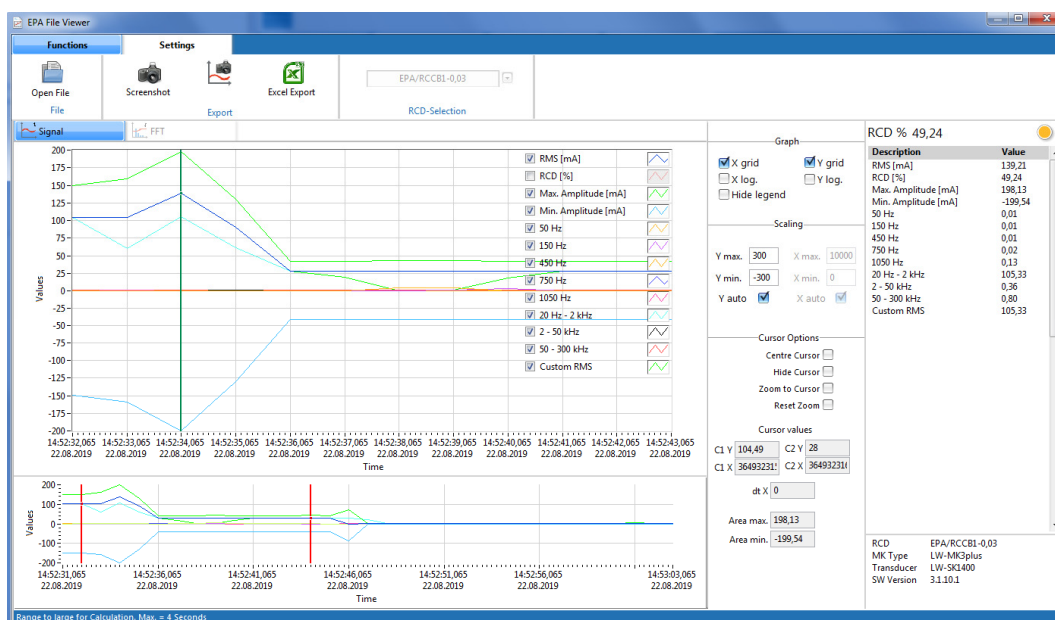 EPA File Viewer
Functions
Settings
Open File
Screenshot
Excel Export
EPA/RCCB1-0,03
File
Export
RCD-Selection
Signal
FFT
200
175
150
125
100
75
50
25
0
-25
-50
-75
-100
-125
-150
-175
-200
Values
RMS [mA]
RCD [%]
Max. Amplitude [mA]
Min. Amplitude [mA]
50 Hz
150 Hz
450 Hz
750 Hz
1050 Hz
20 Hz - 2 kHz
2 - 50 kHz
50 - 300 kHz
Custom RMS
14:52:32,065 14:52:33,065 14:52:34,065 14:52:35,065 14:52:36,065 14:52:37,065 14:52:38,065 14:52:39,065 14:52:40,065 14:52:41,065 14:52:42,065 14:52:43,065
22.08.2019 22.08.2019 22.08.2019 22.08.2019 22.08.2019 22.08.2019 22.08.2019 22.08.2019 22.08.2019 22.08.2019 22.08.2019 22.08.2019
Time
200
100
0
-100
-200
Values
14:52:31,065 14:52:36,065 14:52:41,065 14:52:46,065 14:52:51,065 14:52:56,065 14:53:03,065
22.08.2019 22.08.2019 22.08.2019 22.08.2019 22.08.2019 22.08.2019 22.08.2019
Time
Graph
X grid Y grid
X log. Y log.
Hide legend
Scaling
Y max. 300 X max. 10000
Y min. -300 X min. 0
Y auto X auto
Cursor Options
Centre Cursor
Hide Cursor
Zoom to Cursor
Reset Zoom
Cursor values
C1 Y 104,49 C2 Y 28
C1 X C2 X
dt X 0
Area max. 198,13
Area min. -199,54
RCD % 49,24
Description Value
RMS [mA] 139,21
RCD [%] 49,24
Max. Amplitude [mA] 198,13
Min. Amplitude [mA] -199,54
50 Hz 0,01
150 Hz 0,01
450 Hz 0,01
750 Hz 0,02
1050 Hz 0,13
20 Hz - 2 kHz 105,33
2 - 50 kHz 0,36
50 - 300 kHz 0,80
Custom RMS 105,33
RCD EPA/RCCB1-0,03
MK Type LW-MK3plus
Transducer LW-SK1400
SW Version 3.1.10.1
Range to large for Calculation. Max. = 4 Seconds